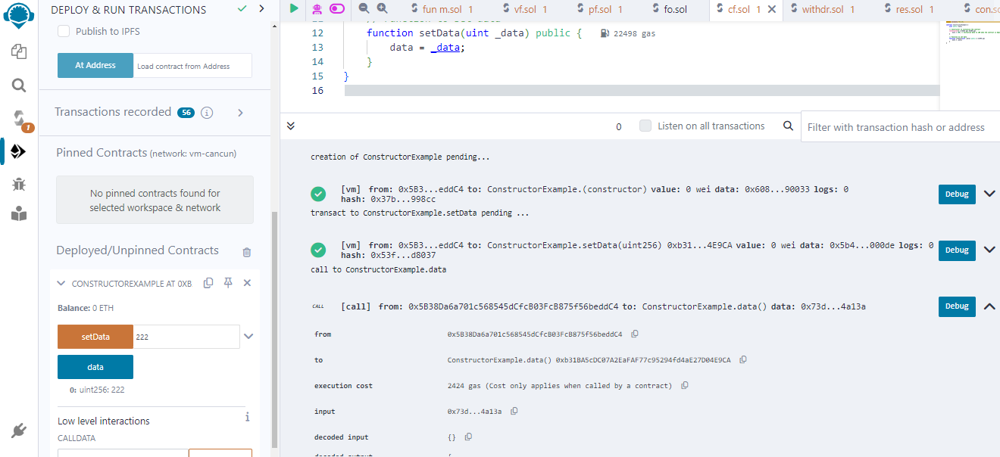 DEPLOY & RUN TRANSACTIONS
Publish to IPFS
At Address
Load contract from Address
Transactions recorded 56 i
1
Pinned Contracts (network: vm-cancun)
No pinned contracts found for
selected workspace & network
Deployed/Unpinned Contracts
CONSTRUCTOREXAMPLE AT 0XB
Balance: 0 ETH
setData 222
data
0: uint256: 222
Low level interactions i
CALLDATA
fun m.sol 1
vf.sol 1
pf.sol 1
fo.sol
cf.sol 1
withdr.sol 1
res.sol 1
con.so
12 function setData(uint _data) public { 22498 gas
13 data = _data;
14 }
15 }
16
0 Listen on all transactions Filter with transaction hash or address
creation of ConstructorExample pending...
[vm] from: 0x5B3...eddC4 to: ConstructorExample.(constructor) value: 0 wei data: 0x608...90033 logs: 0
hash: 0x37b...998cc
Debug
transact to ConstructorExample.setData pending ...
[vm] from: 0x5B3...eddC4 to: ConstructorExample.setData(uint256) 0xb31...4E9CA value: 0 wei data: 0x5b4...000de logs: 0
hash: 0x53f...d8037
Debug
call to ConstructorExample.data
CALL [call] from: 0x5B38Da6a701c568545dCfcB03FcB875f56beddC4 to: ConstructorExample.data() data: 0x73d...4a13a
Debug
from 0x5B38Da6a701c568545dCfcB03FcB875f56beddC4
to ConstructorExample.data() 0xb31BA5cDC07A2EaFAF77c95294fd4aE27D04E9CA
execution cost 2424 gas (Cost only applies when called by a contract)
input 0x73d...4a13a
decoded input {}
decoded output {